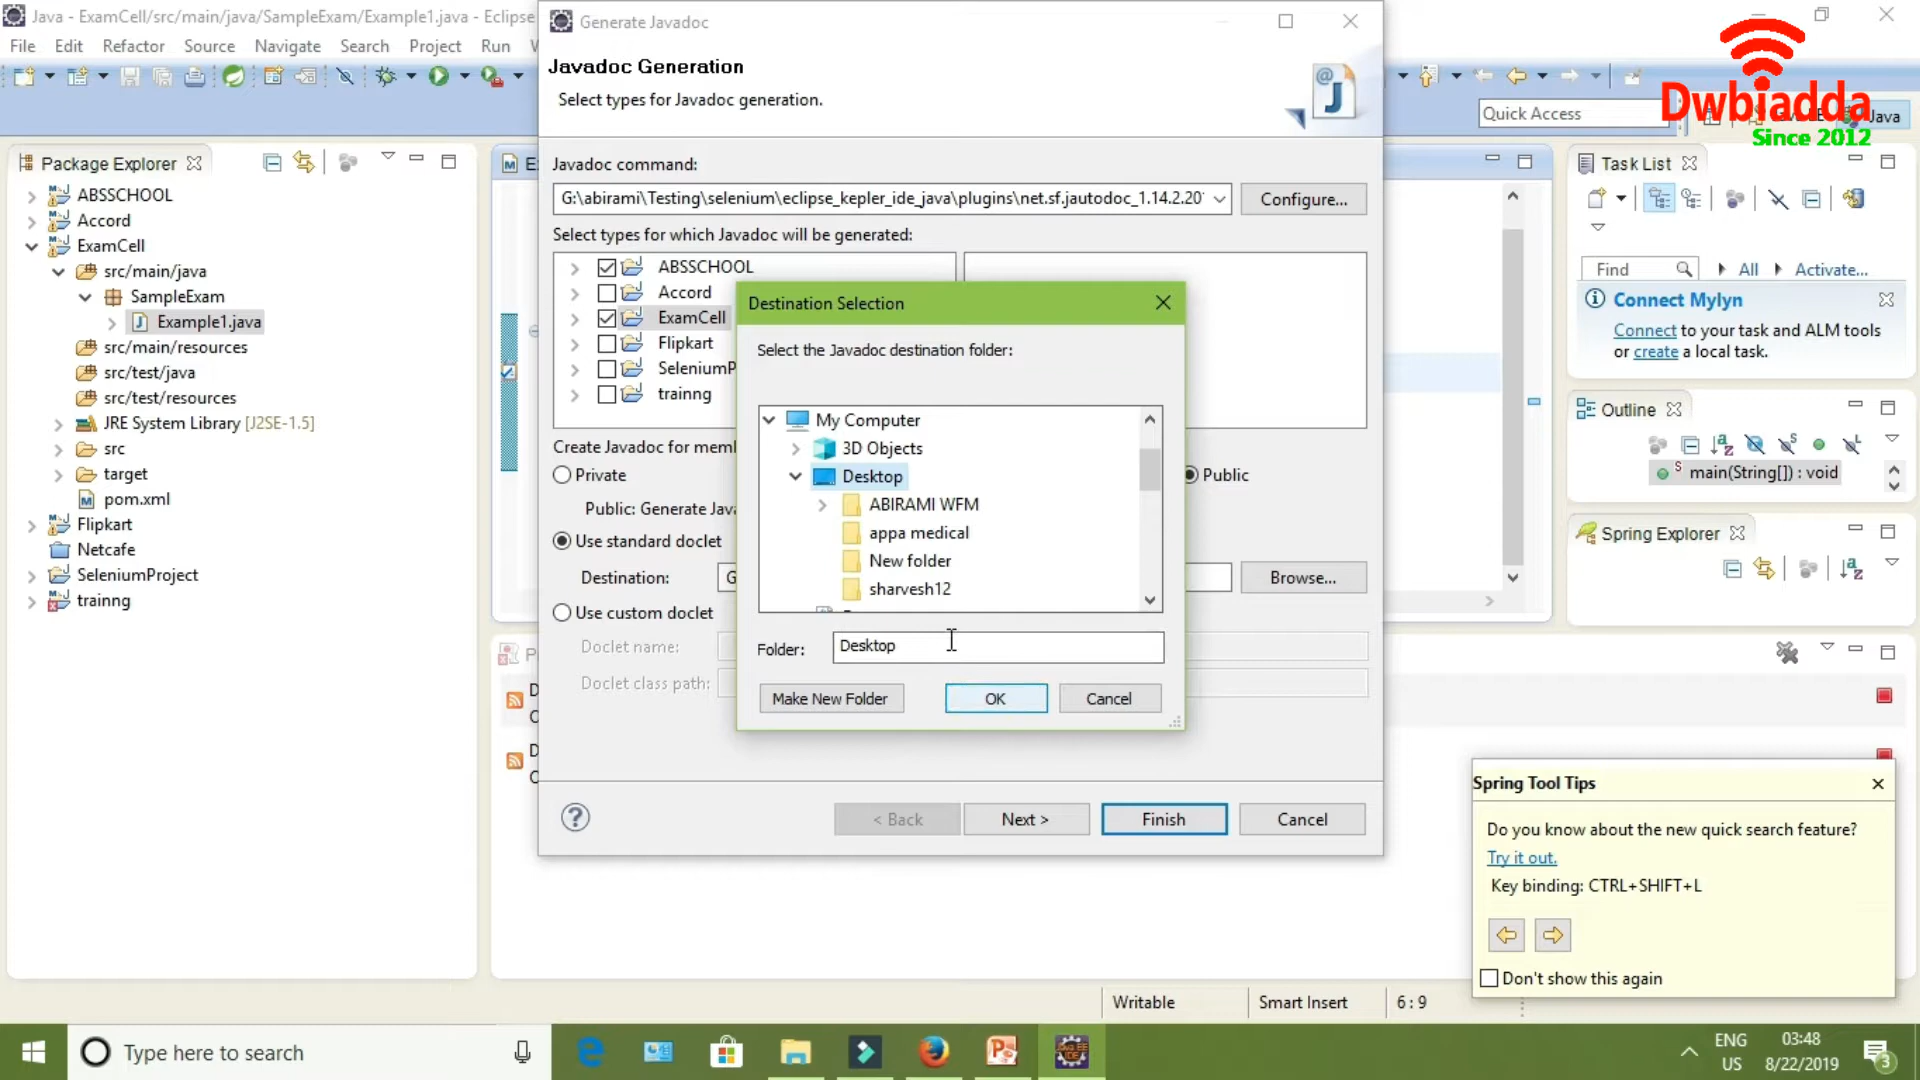 Java - ExamCell/src/main/java/SampleExam/Example1.java - Eclipse
Generate Javadoc
File Edit Refactor Source Navigate Search Project Run
Javadoc Generation
Select types for Javadoc generation.
Dwbiadda
Since 2012
Quick Access
Java
Package Explorer
Javadoc command:
Task List
G:\abirami\Testing\selenium\eclipse_kepler_ide_java\plugins\net.sf.jautodoc_1.14.2.20
Configure...
Select types for which Javadoc will be generated:
ABSSCHOOL
Accord
ExamCell
src/main/java
SampleExam
Example1.java
src/main/resources
src/test/java
src/test/resources
JRE System Library [J2SE-1.5]
src
target
pom.xml
Flipkart
Netcafe
SeleniumProject
trainng
ABSSCHOOL
Accord
ExamCell
Flipkart
SeleniumP
trainng
Create Javadoc for mem
Private
Public
Public: Generate Java
Use standard doclet
Destination: G
Browse...
Use custom doclet
Doclet name:
Doclet class path:
Destination Selection
Select the Javadoc destination folder:
My Computer
3D Objects
Desktop
ABIRAMI WFM
appa medical
New folder
sharvesh12
Folder: Desktop
Make New Folder OK Cancel
< Back Next > Finish Cancel
Find All Activate...
Connect Mylyn
Connect to your task and ALM tools
or create a local task.
Outline
main(String[]) : void
Spring Explorer
Spring Tool Tips
Do you know about the new quick search feature?
Try it out.
Key binding: CTRL+SHIFT+L
Don't show this again
Writable Smart Insert 6 : 9
Type here to search
ENG
US
03:48
8/22/2019
3